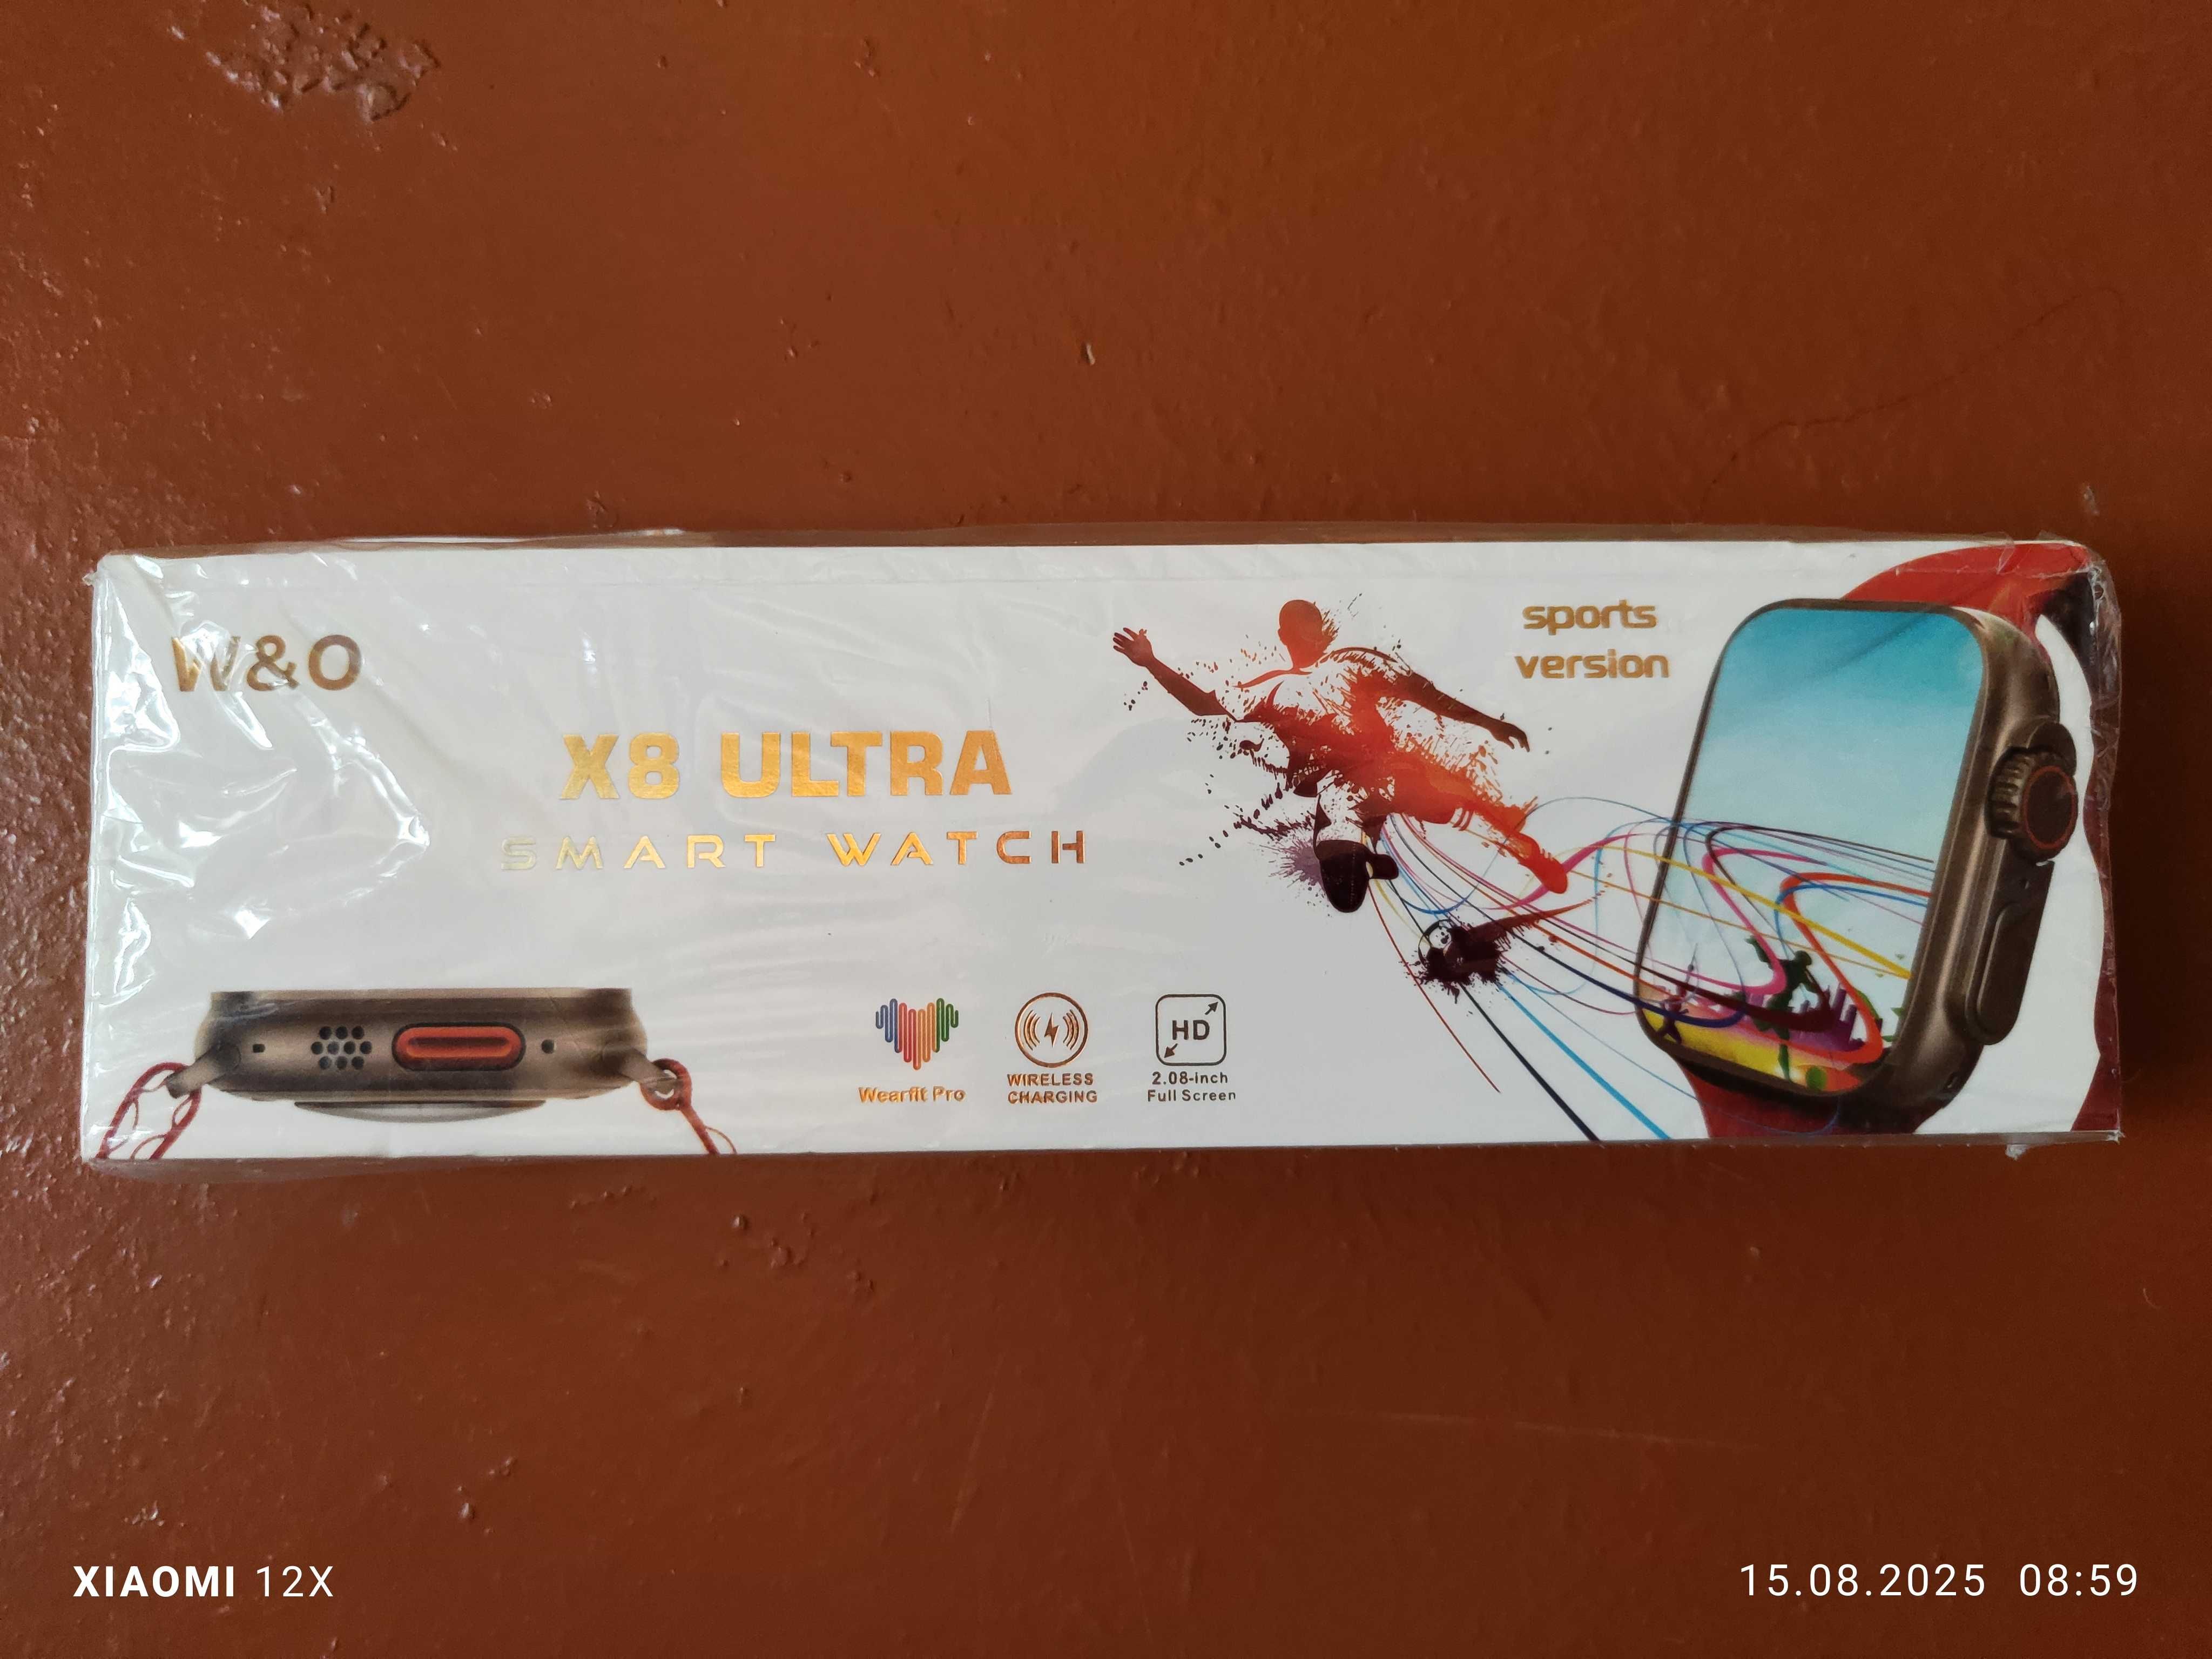 W&O
X8 ULTRA
SMART WATCH
sports
version
Wearfit Pro
WIRELESS
CHARGING
HD
2.08-inch
Full Screen
XIAOMI 12X
15.08.2025 08:59